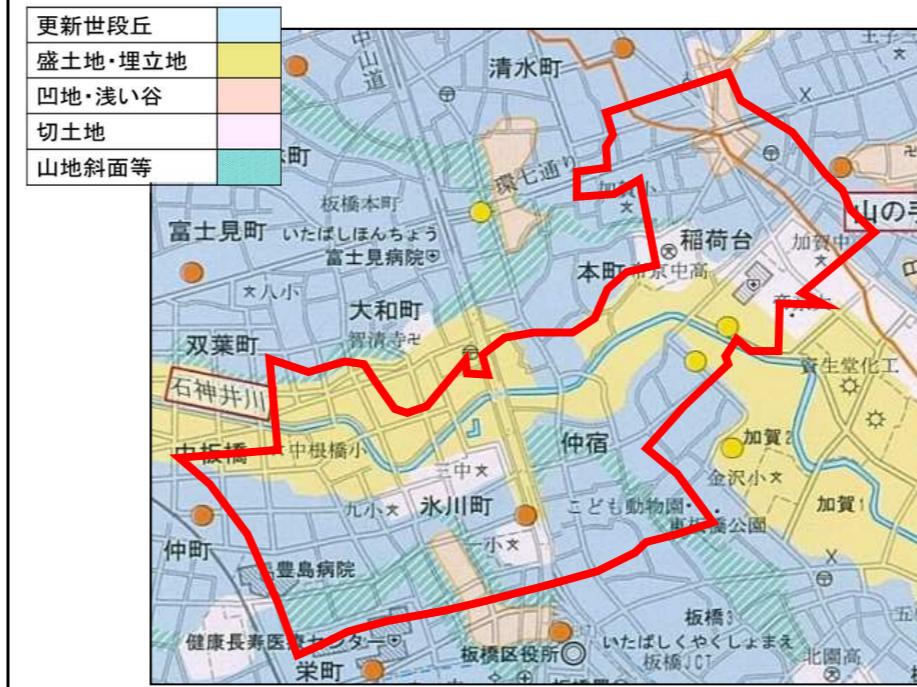 更新世段丘
盛土地・埋立地
凹地・浅い谷
切土地
山地斜面等
中山道
清水町
環七通り
加賀小
板橋本町
富士見町
いたばしほんちょう
富士見病院
稲荷台
加賀中
山の手
本町
帝京中高
八小
大和町
智清寺
双葉町
石神井川
資生堂化工
中板橋
中根橋小
仲宿
加賀2
三中
金沢小
九小
氷川町
こども動物園
東板橋公園
加賀1
仲町
一小
豊島病院
健康長寿医療センター
板橋3
いたばしくやくしょまえ
板橋区役所
板橋JCT
北園高
栄町